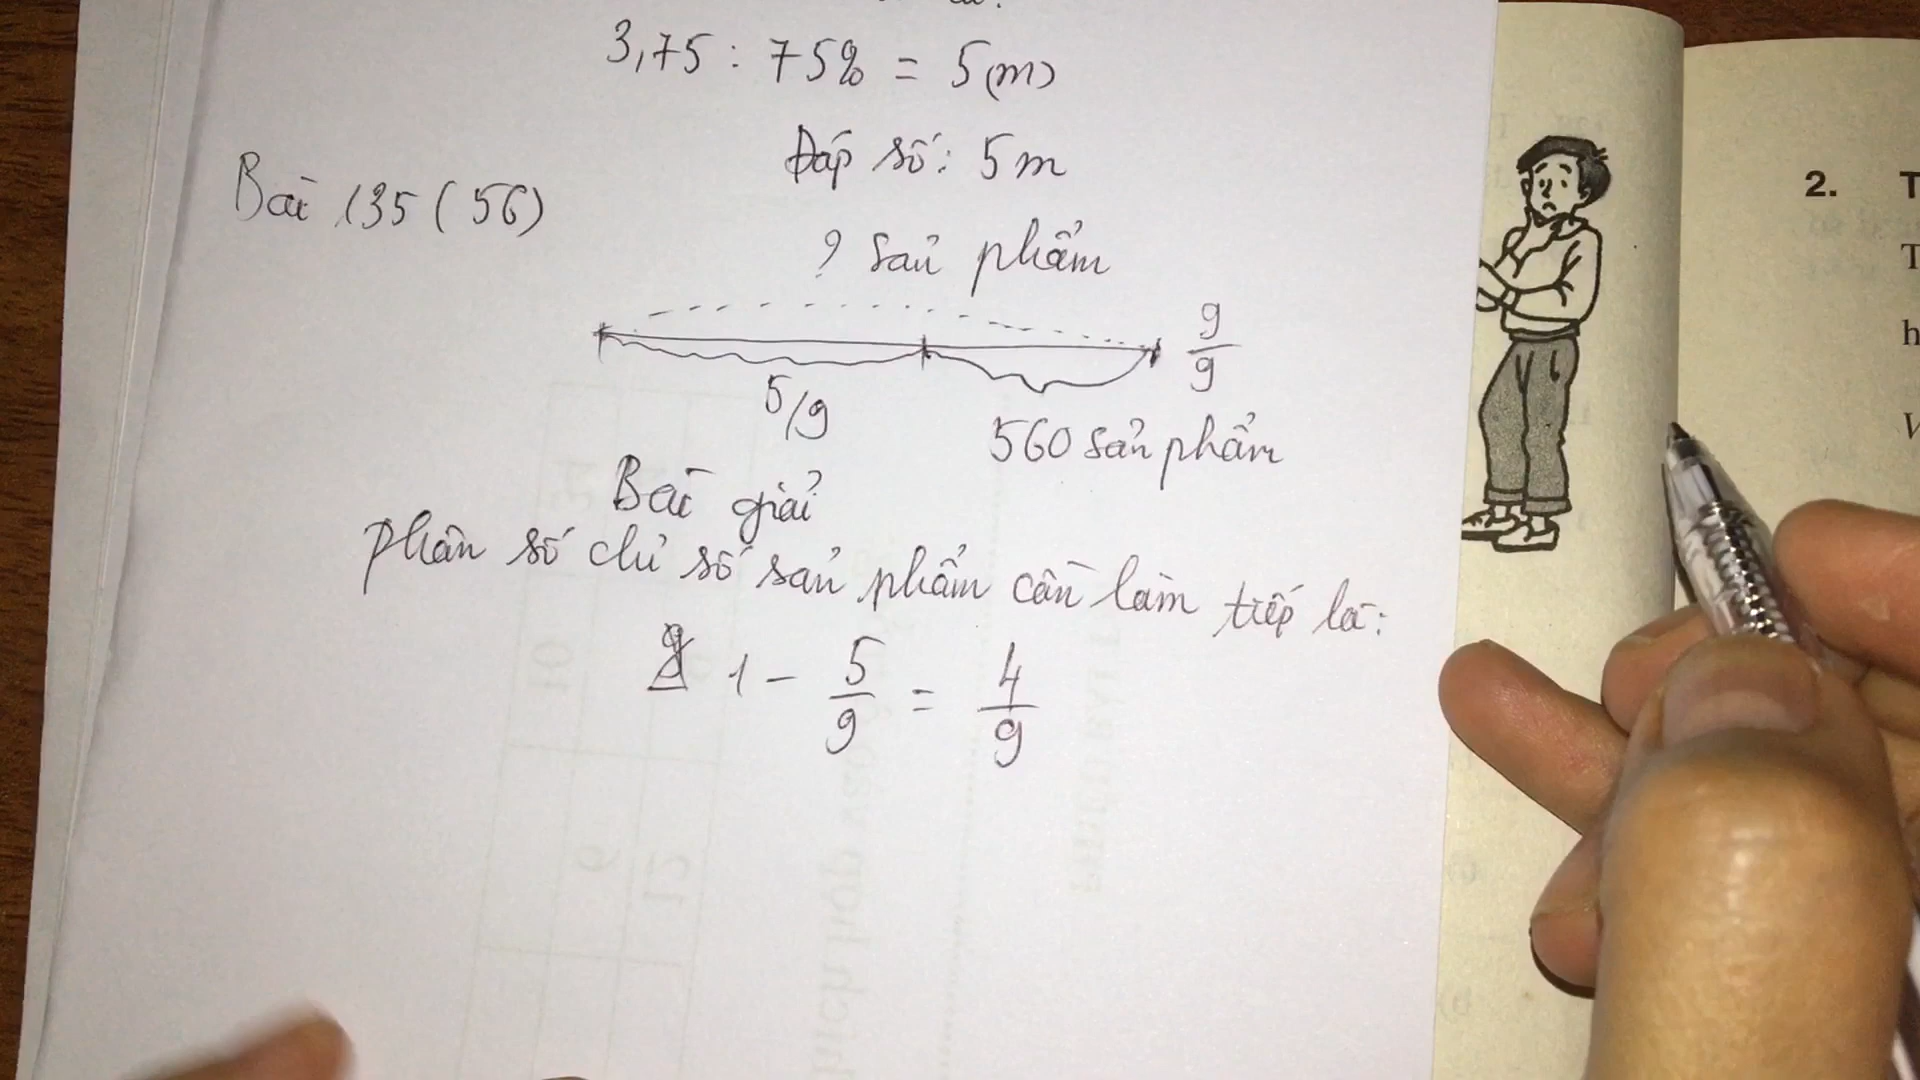 3,75 : 75% = 5(m)
Đáp số: 5m
Bài 135 (56)
? sản phẩm
9/9
5/9
560 sản phẩm
Bài giải
phân số chỉ số sản phẩm cần làm tiếp là:
1 - 5/9 = 4/9
2. T
T
h
V